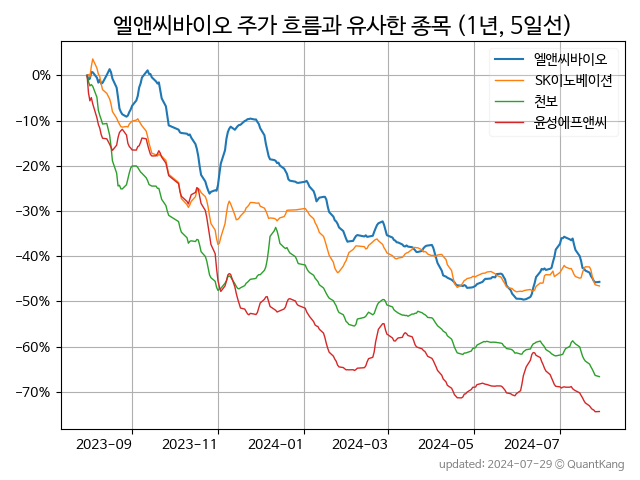 엘앤씨바이오 주가 흐름과 유사한 종목 (1년, 5일선)
엘앤씨바이오
SK이노베이션
천보
윤성에프앤씨
0%
−10%
−20%
−30%
−40%
−50%
−60%
−70%
2023-09
2023-11
2024-01
2024-03
2024-05
2024-07
updated: 2024-07-29 © QuantKang